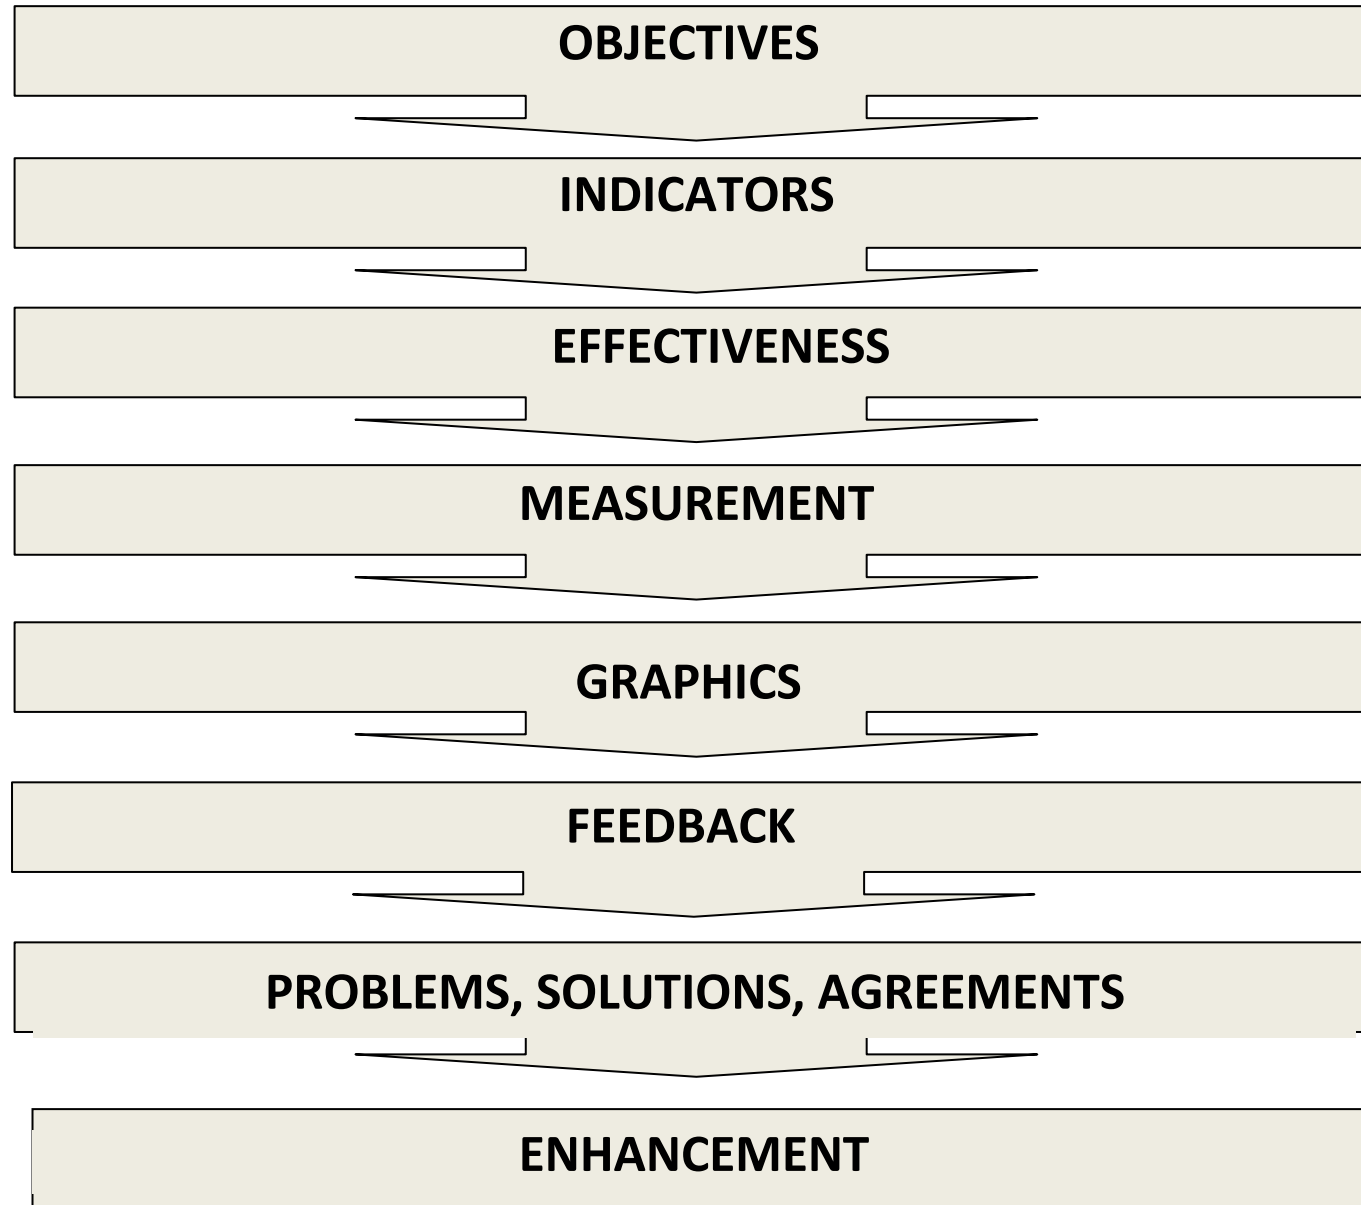 OBJECTIVES
INDICATORS
EFFECTIVENESS
MEASUREMENT
GRAPHICS
FEEDBACK
PROBLEMS, SOLUTIONS, AGREEMENTS
ENHANCEMENT